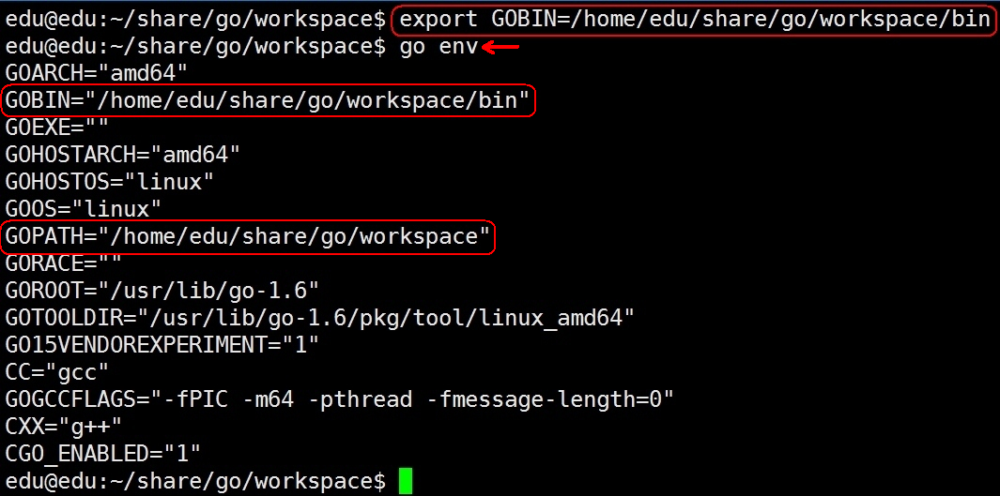 edu@edu:~/share/go/workspace$ export GOBIN=/home/edu/share/go/workspace/bin
edu@edu:~/share/go/workspace$ go env
GOARCH="amd64"
GOBIN="/home/edu/share/go/workspace/bin"
GOEXE=""
GOHOSTARCH="amd64"
GOHOSTOS="linux"
GOOS="linux"
GOPATH="/home/edu/share/go/workspace"
GORACE=""
GOROOT="/usr/lib/go-1.6"
GOTOOLDIR="/usr/lib/go-1.6/pkg/tool/linux_amd64"
GO15VENDOREXPERIMENT="1"
CC="gcc"
GOGCCFLAGS="-fPIC -m64 -pthread -fmessage-length=0"
CXX="g++"
CGO_ENABLED="1"
edu@edu:~/share/go/workspace$